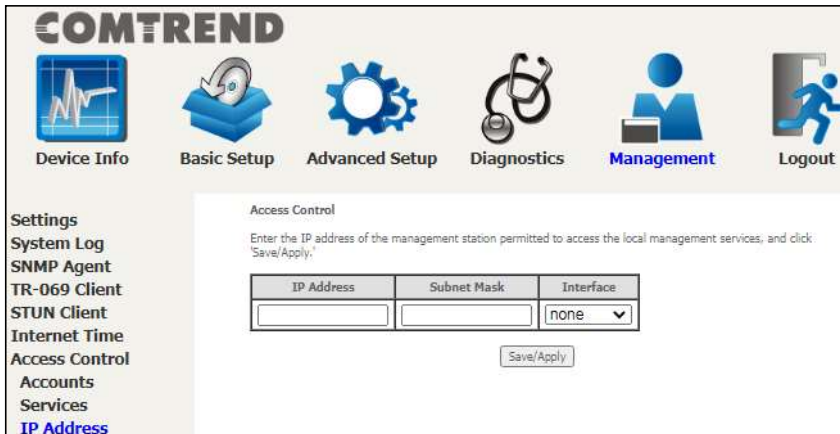 COMTREND
Device Info Basic Setup Advanced Setup Diagnostics Management Logout
Settings
System Log
SNMP Agent
TR-069 Client
STUN Client
Internet Time
Access Control
Accounts
Services
IP Address
Access Control
Enter the IP address of the management station permitted to access the local management services, and click
'Save/Apply.'
IP Address Subnet Mask Interface
none
Save/Apply